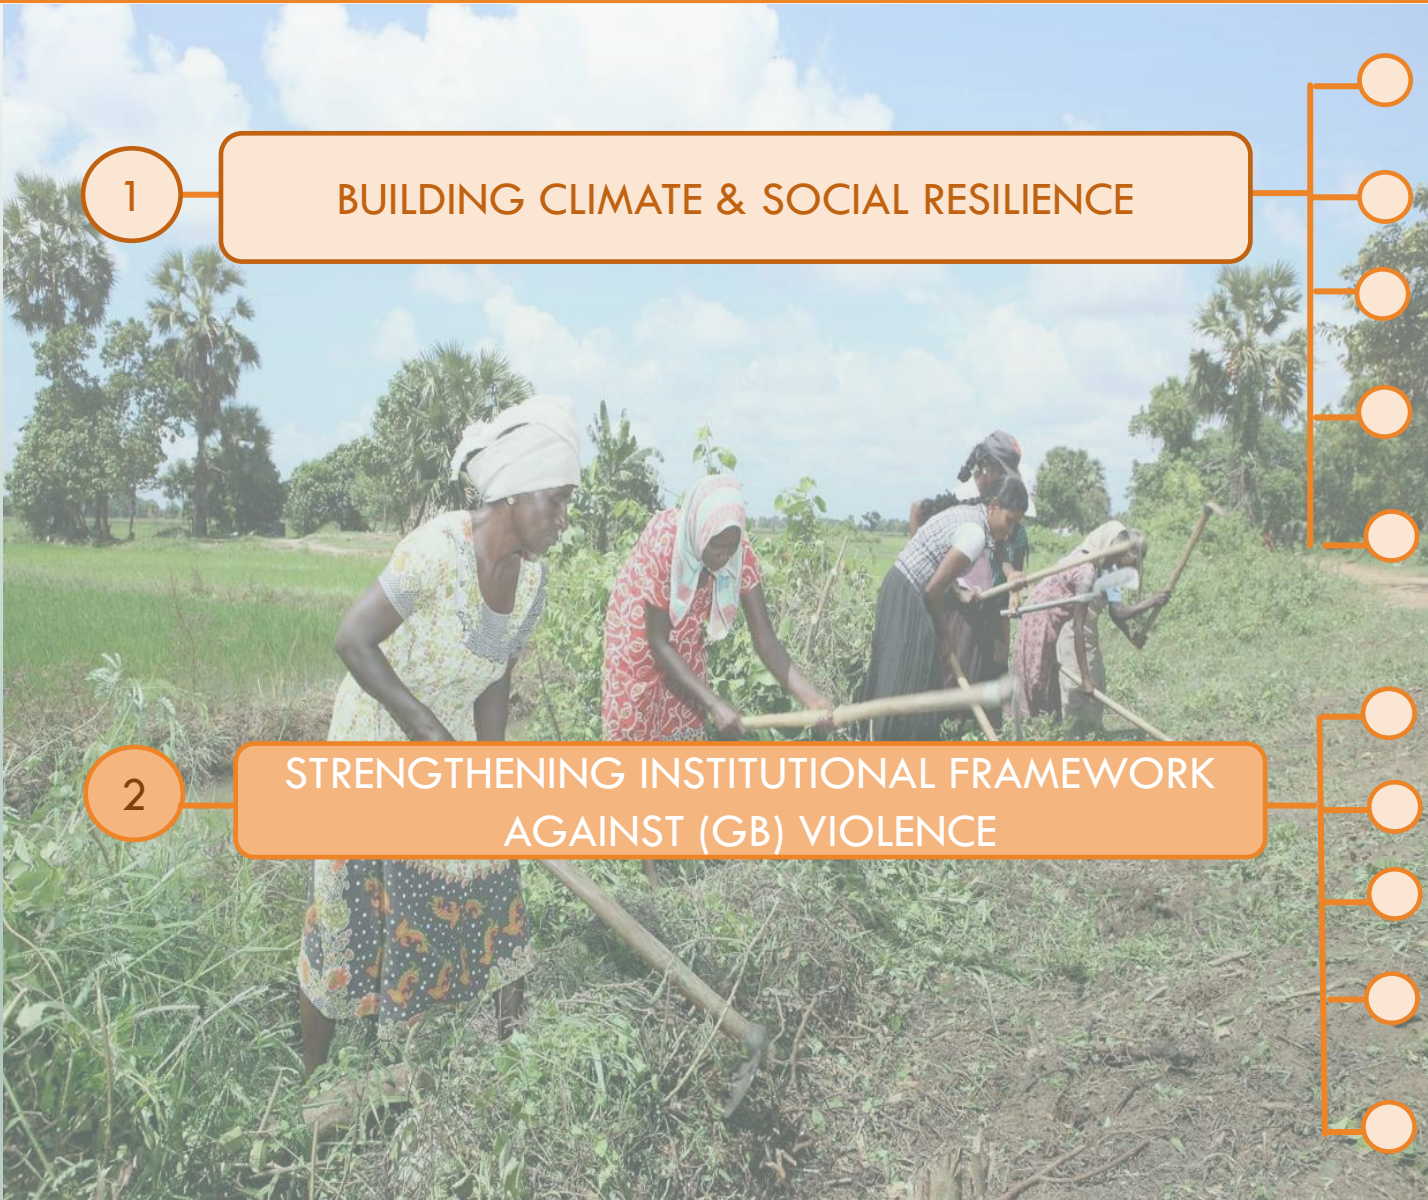 1
BUILDING CLIMATE & SOCIAL RESILIENCE
2
STRENGTHENING INSTITUTIONAL FRAMEWORK
AGAINST (GB) VIOLENCE